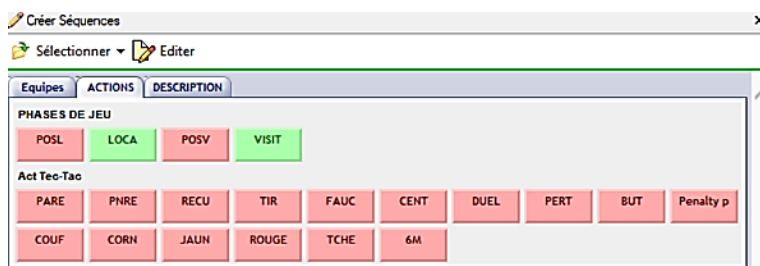 Créer Séquences
Sélectionner Editer
Equipes ACTIONS DESCRIPTION
PHASES DE JEU
POSL LOCA POSV VISIT
Act Tec-Tac
PARE PNRE RECU TIR FAUC CENT DUEL PERT BUT Penalty p
COUF CORN JAUN ROUGE TCHE 6M